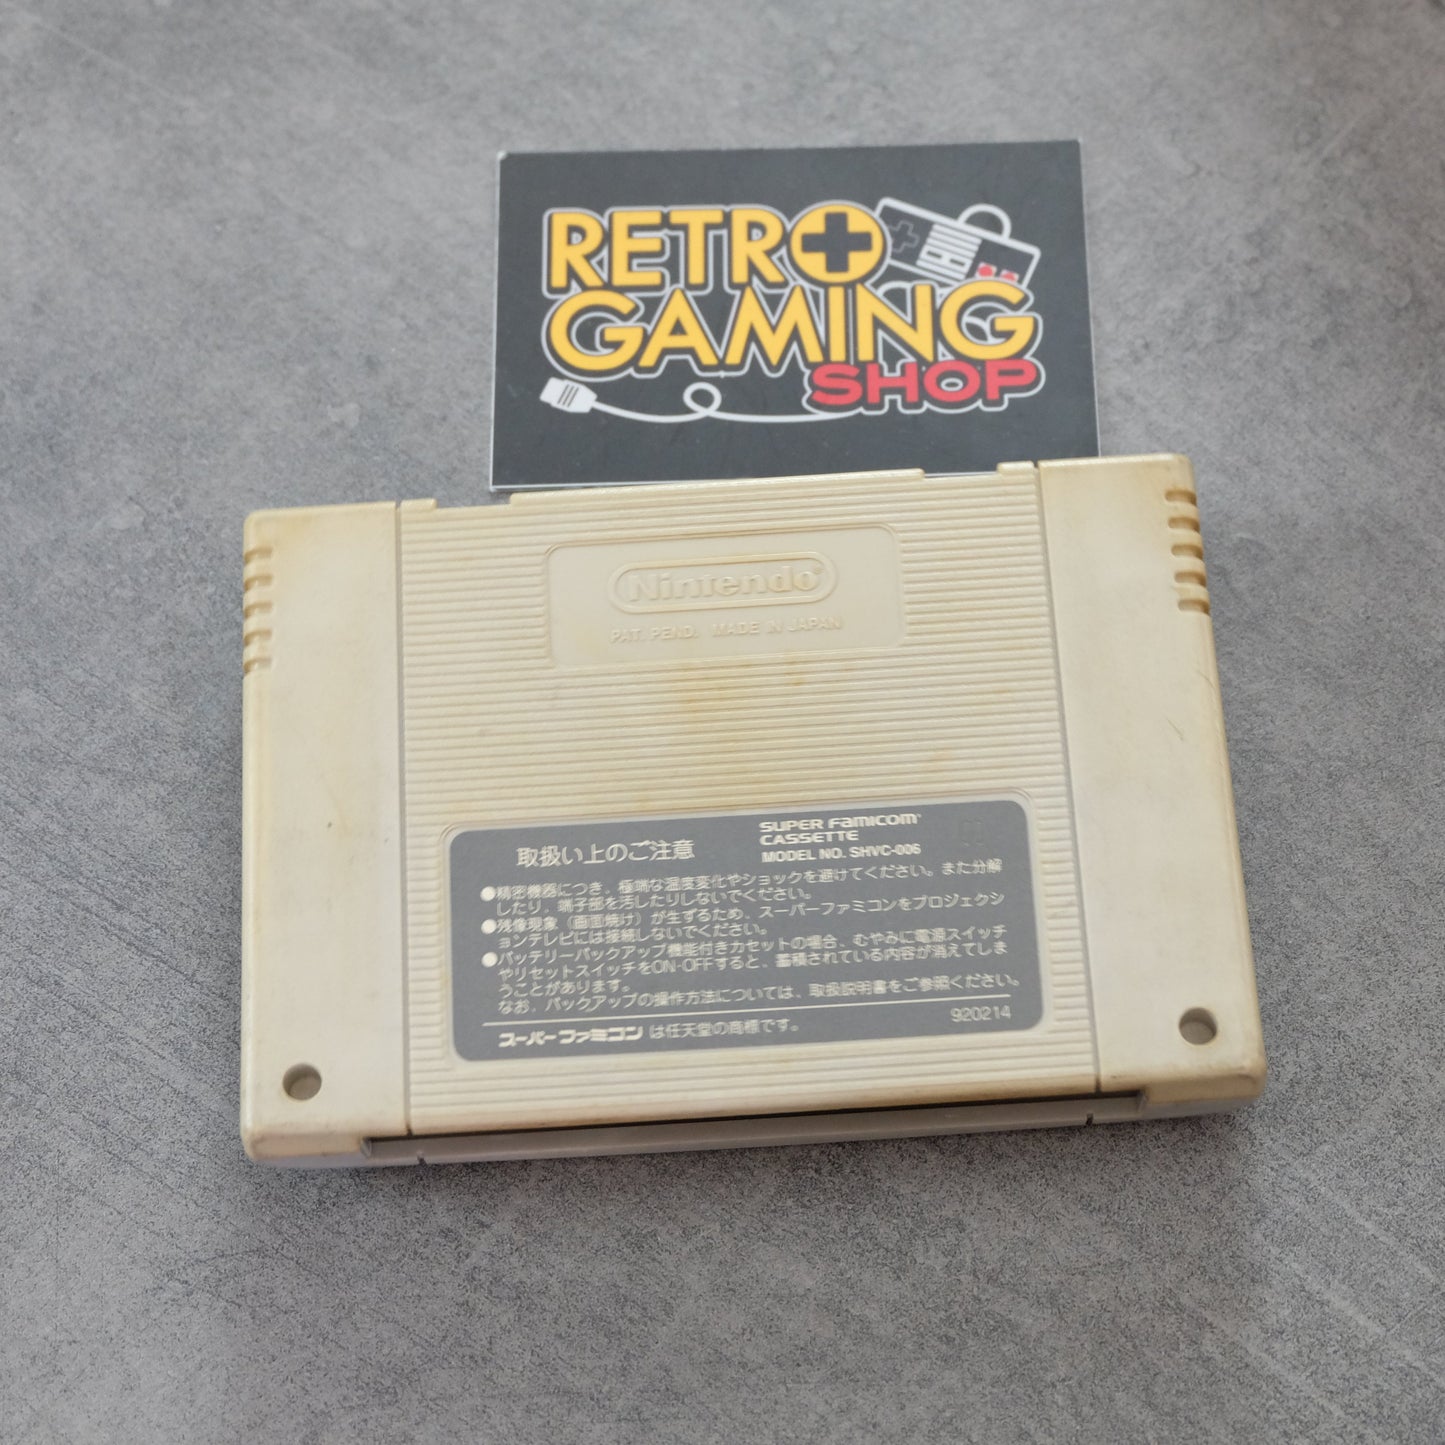 RETRO
GAMING
SHOP
Nintendo®
PAT. PEND. MADE IN JAPAN
取扱い上のご注意
SUPER FAMICOM
CASSETTE
MODEL NO. SHVC-006
●精密機器につき、極端な温度変化やショックを避けてください。また分解
したり、端子部を汚したりしないでください。
●残像現象（画面焼け）が生ずるため、スーパーファミコンをプロジェクシ
ョンテレビには接続しないでください。
●バッテリーバックアップ機能付きカセットの場合、むやみに電源スイッチ
やリセットスイッチをON-OFFすると、蓄積されている内容が消えてしま
うことがあります。
なお、バックアップの操作方法については、取扱説明書をご参照ください。
スーパーファミコンは任天堂の商標です。
920214